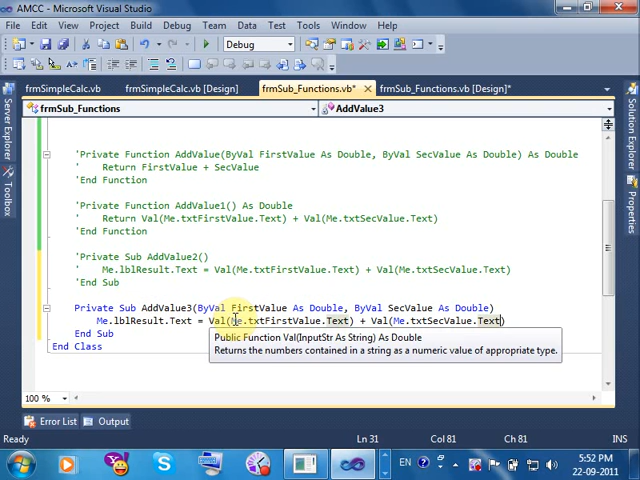 AMCC - Microsoft Visual Studio
File Edit View Project Build Debug Data Test Tools Window Help
Debug
frmSimpleCalc.vb frmSimpleCalc.vb [Design] frmSub_Functions.vb* frmSub_Functions.vb [Design]*
frmSub_Functions AddValue3
Server Explorer
Toolbox
Solution Explorer
Properties
'Private Function AddValue(ByVal FirstValue As Double, ByVal SecValue As Double) As Double
' Return FirstValue + SecValue
'End Function
'Private Function AddValue1() As Double
' Return Val(Me.txtFirstValue.Text) + Val(Me.txtSecValue.Text)
'End Function
'Private Sub AddValue2()
' Me.lblResult.Text = Val(Me.txtFirstValue.Text) + Val(Me.txtSecValue.Text)
'End Sub
Private Sub AddValue3(ByVal FirstValue As Double, ByVal SecValue As Double)
Me.lblResult.Text = Val(Me.txtFirstValue.Text) + Val(Me.txtSecValue.Text)
End Sub
End Class
Public Function Val(InputStr As String) As Double
Returns the numbers contained in a string as a numeric value of appropriate type.
100 %
Error List Output
Ready Ln 31 Col 81 Ch 81 INS
EN 5:52 PM
22-09-2011